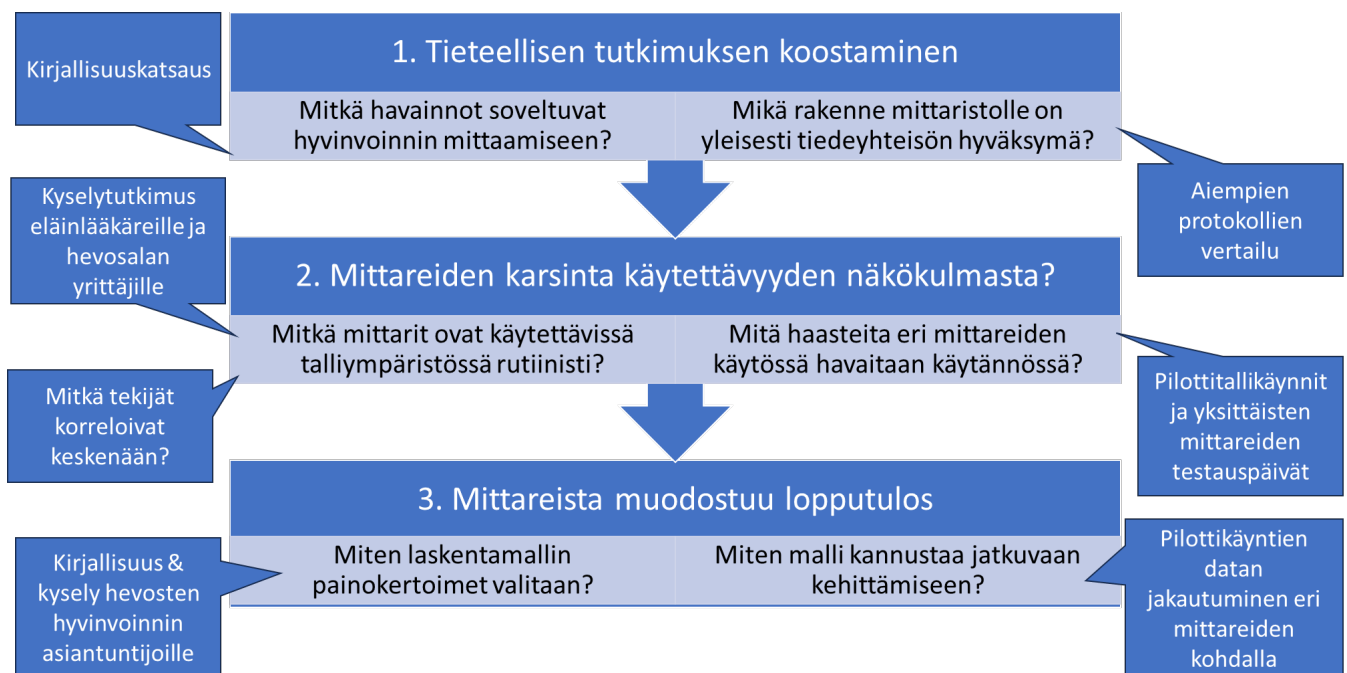 Kirjallisuuskatsaus
1. Tieteellisen tutkimuksen koostaminen
Mitkä havainnot soveltuvat
hyvinvoinnin mittaamiseen?
Mikä rakenne mittaristolle on
yleisesti tiedeyhteisön hyväksymä?
Aiempien
protokollien
vertailu
Kyselytutkimus
eläinlääkäreille ja
hevosalan
yrittäjille
2. Mittareiden karsinta käytettävyyden näkökulmasta?
Mitkä mittarit ovat käytettävissä
talliympäristössä rutiinisti?
Mitä haasteita eri mittareiden
käytössä havaitaan käytännössä?
Mitkä tekijät
korreloivat
keskenään?
Pilottitallikäynnit
ja yksittäisten
mittareiden
testauspäivät
3. Mittareista muodostuu lopputulos
Miten laskentamallin
painokertoimet valitaan?
Miten malli kannustaa jatkuvaan
kehittämiseen?
Kirjallisuus &
kysely hevosten
hyvinvoinnin
asiantuntijoille
Pilottikäyntien
datan
jakautuminen eri
mittareiden
kohdalla